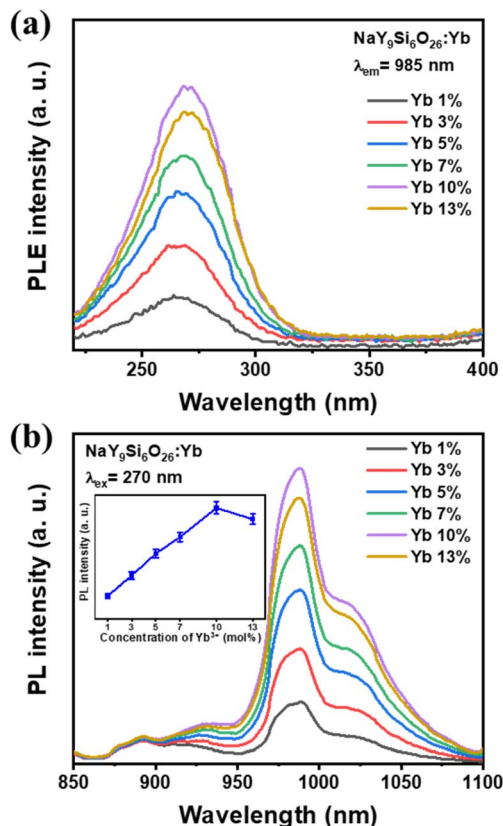 (a)
NaY₉Si₆O₂₆:Yb
λem= 985 nm
Yb 1%
Yb 3%
Yb 5%
Yb 7%
Yb 10%
Yb 13%
PLE intensity (a. u.)
250 300 350 400
Wavelength (nm)
(b)
NaY₉Si₆O₂₆:Yb
λex = 270 nm
Yb 1%
Yb 3%
Yb 5%
Yb 7%
Yb 10%
Yb 13%
PL intensity (a. u.)
1 3 5 7 10 13
Concentration of Yb³⁺ (mol%)
PL intensity (a. u.)
850 900 950 1000 1050 1100
Wavelength (nm)